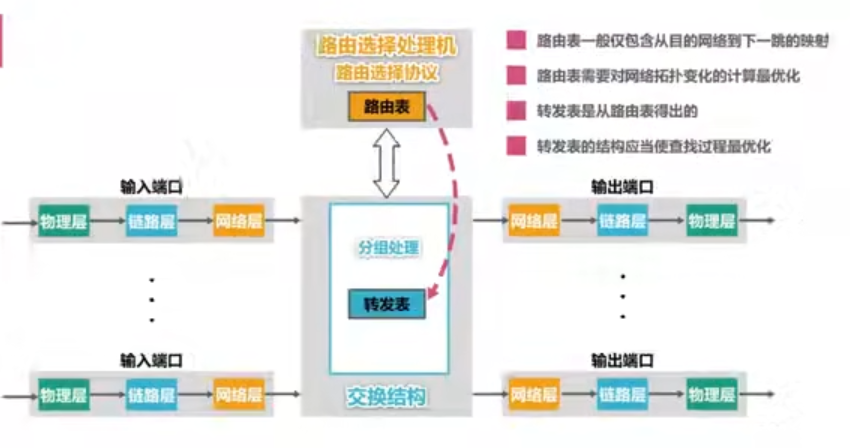 路由选择处理机
路由选择协议
路由表
路由表一般仅包含从目的网络到下一跳的映射
路由表需要对网络拓扑变化的计算最优化
转发表是从路由表得出的
转发表的结构应当使查找过程最优化
输入端口
物理层
链路层
网络层
分组处理
转发表
交换结构
输出端口
网络层
链路层
物理层
输入端口
物理层
链路层
网络层
输出端口
网络层
链路层
物理层